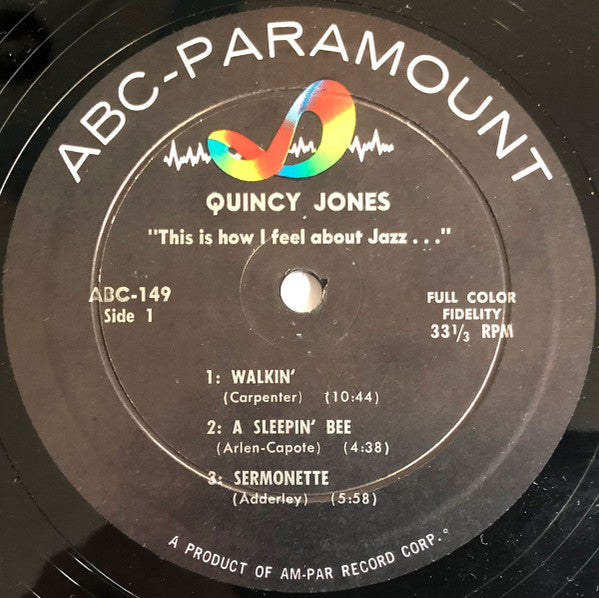 ABC-PARAMOUNT
QUINCY JONES
"This is how I feel about Jazz . . ."
ABC-149
Side 1
FULL COLOR
FIDELITY
33 1/3 RPM
1: WALKIN'
(Carpenter) (10:44)
2: A SLEEPIN' BEE
(Arlen-Capote) (4:38)
3: SERMONETTE
(Adderley) (5:58)
A PRODUCT OF AM-PAR RECORD CORP.